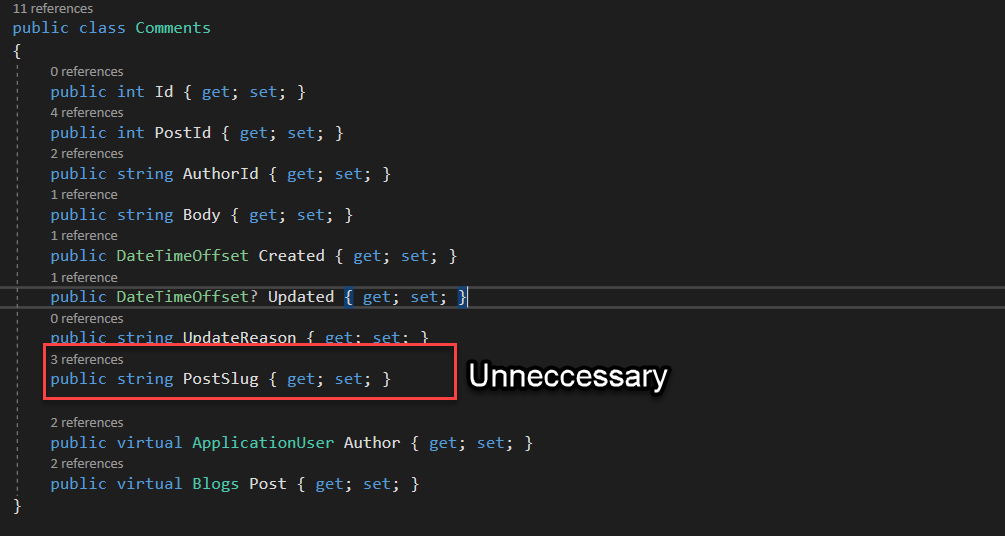 11 references
public class Comments
{
0 references
public int Id { get; set; }
4 references
public int PostId { get; set; }
2 references
public string AuthorId { get; set; }
1 reference
public string Body { get; set; }
1 reference
public DateTimeOffset Created { get; set; }
1 reference
public DateTimeOffset? Updated { get; set; }
0 references
public string UpdateReason { get; set; }
3 references
public string PostSlug { get; set; } Unneccessary
2 references
public virtual ApplicationUser Author { get; set; }
2 references
public virtual Blogs Post { get; set; }
}